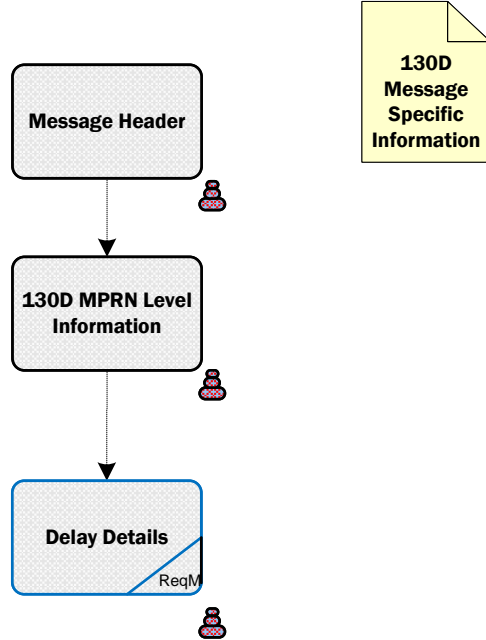 130D
Message
Specific
Information
Message Header
130D MPRN Level
Information
Delay Details
ReqM